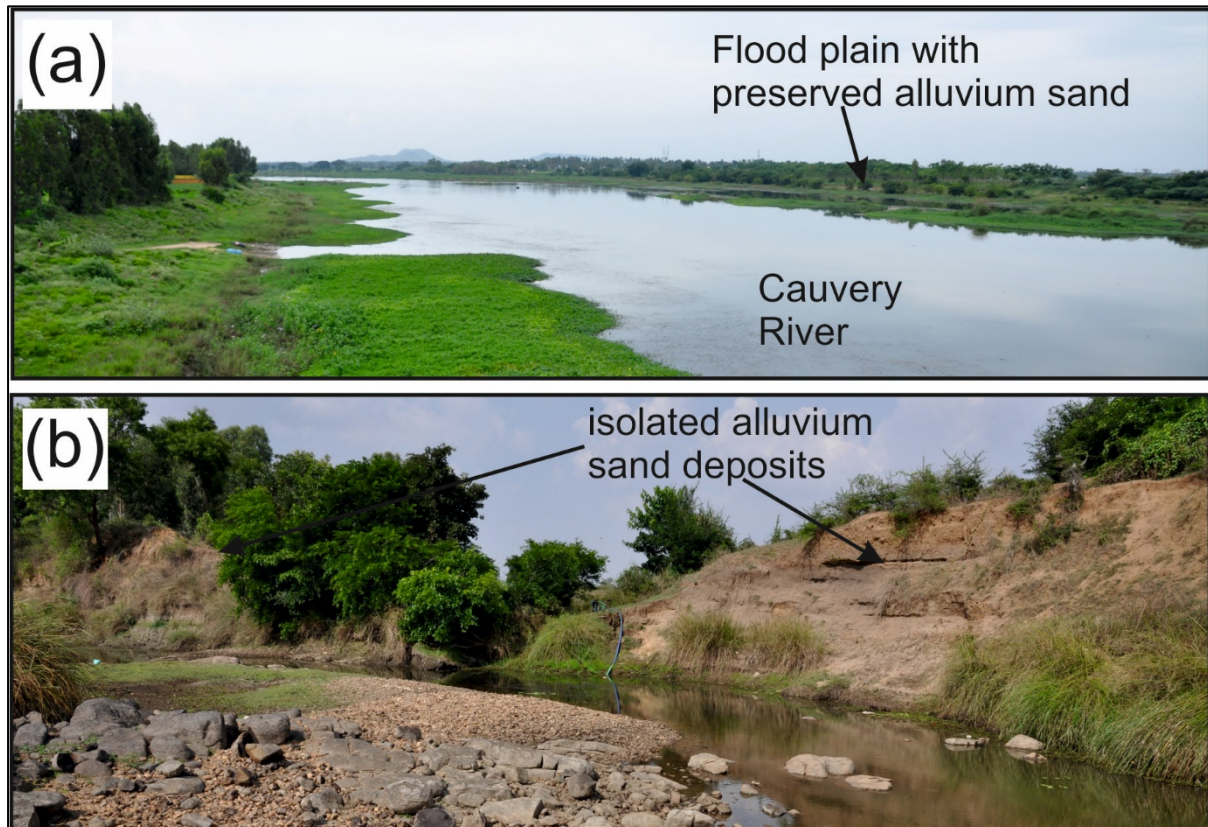 (a)
Flood plain with
preserved alluvium sand
Cauvery
River
(b)
isolated alluvium
sand deposits